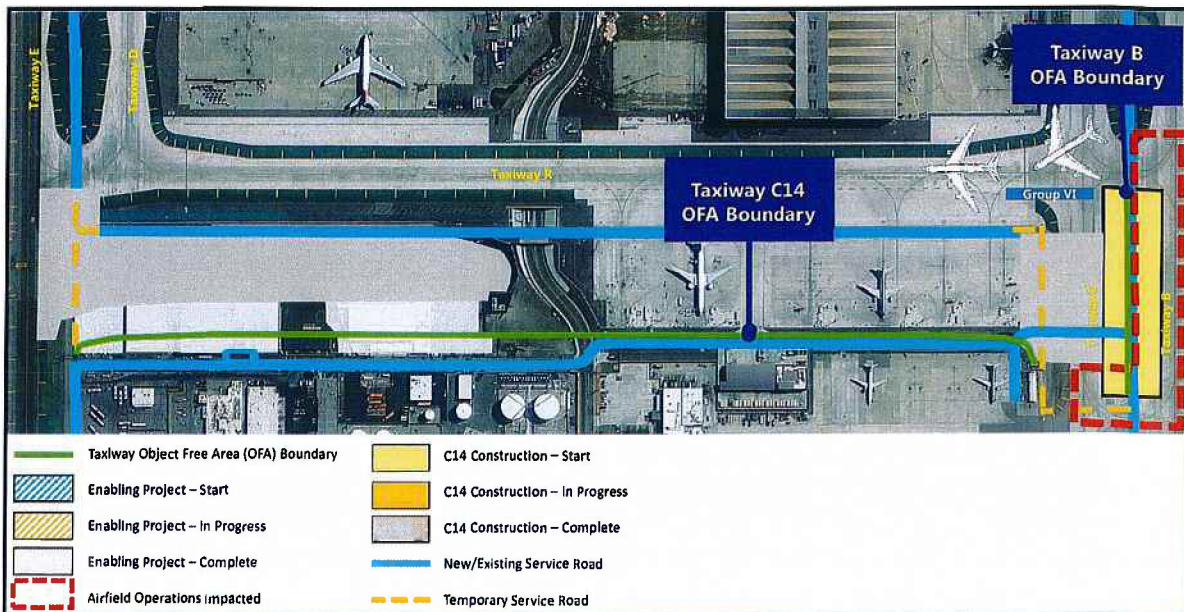 Taxiway E
Taxiway D
Taxiway R
Taxiway B
OFA Boundary
Taxiway C14
OFA Boundary
Group VI
Taxiway B
Taxiway Object Free Area (OFA) Boundary
Enabling Project – Start
Enabling Project – In Progress
Enabling Project – Complete
Airfield Operations Impacted
C14 Construction – Start
C14 Construction – In Progress
C14 Construction – Complete
New/Existing Service Road
Temporary Service Road